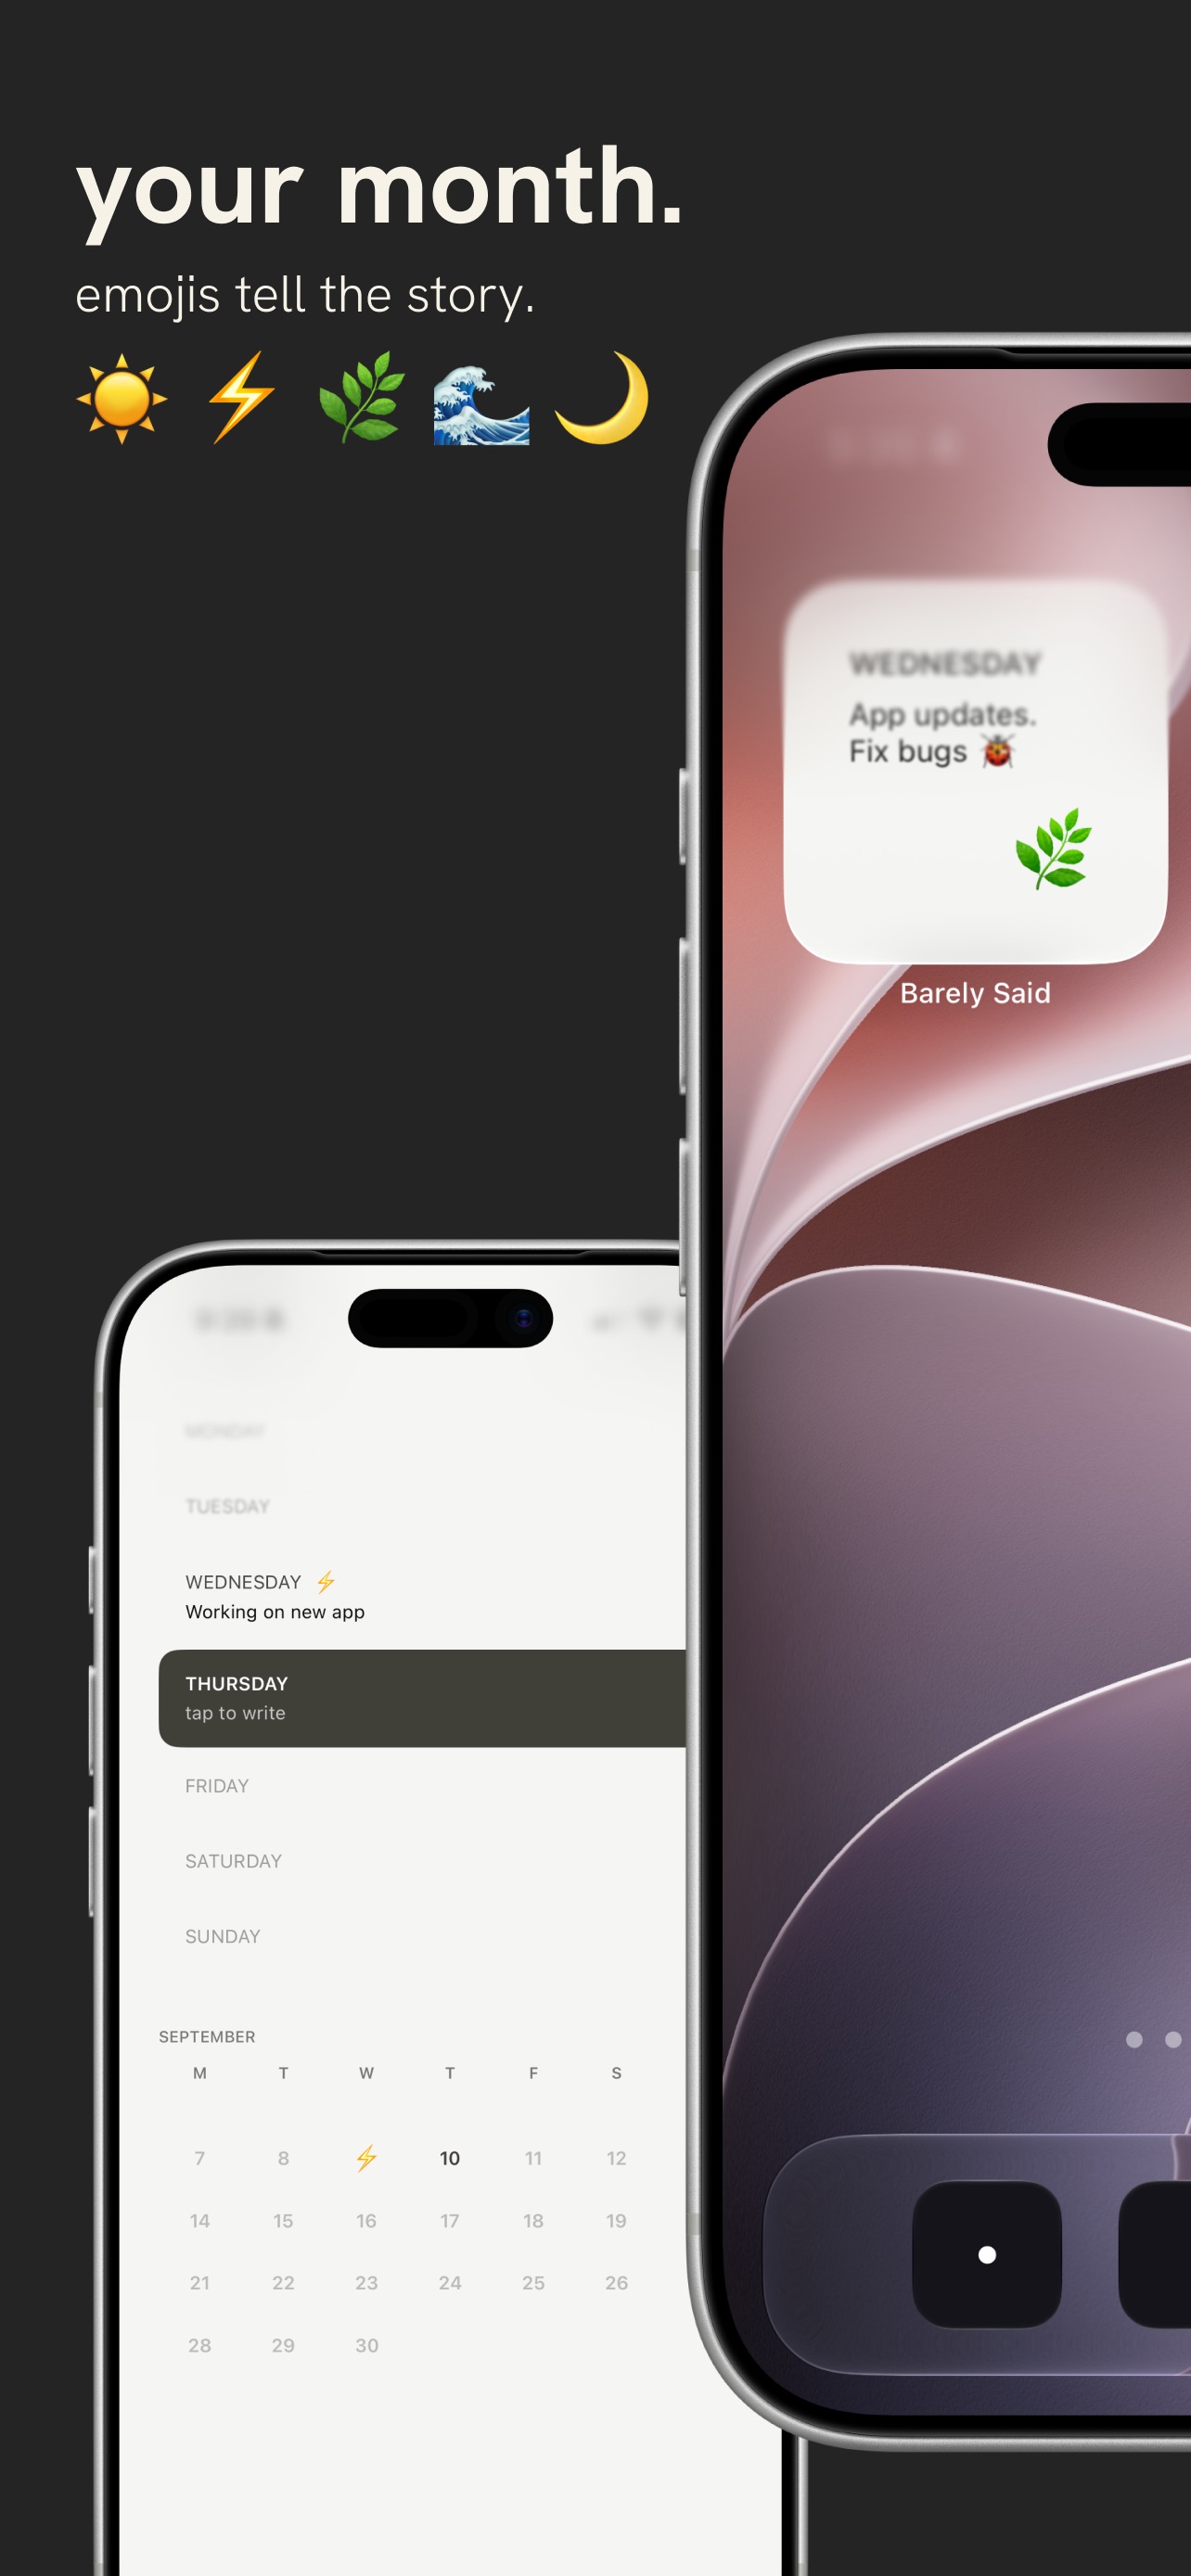 your month.
emojis tell the story.
☀️ ⚡ 🌿 🌊 🌙
WEDNESDAY
App updates.
Fix bugs 🐞
🌿
Barely Said
MONDAY
TUESDAY
WEDNESDAY ⚡
Working on new app
THURSDAY
tap to write
FRIDAY
SATURDAY
SUNDAY
SEPTEMBER
M T W T F S
7 8 ⚡ 10 11 12
14 15 16 17 18 19
21 22 23 24 25 26
28 29 30